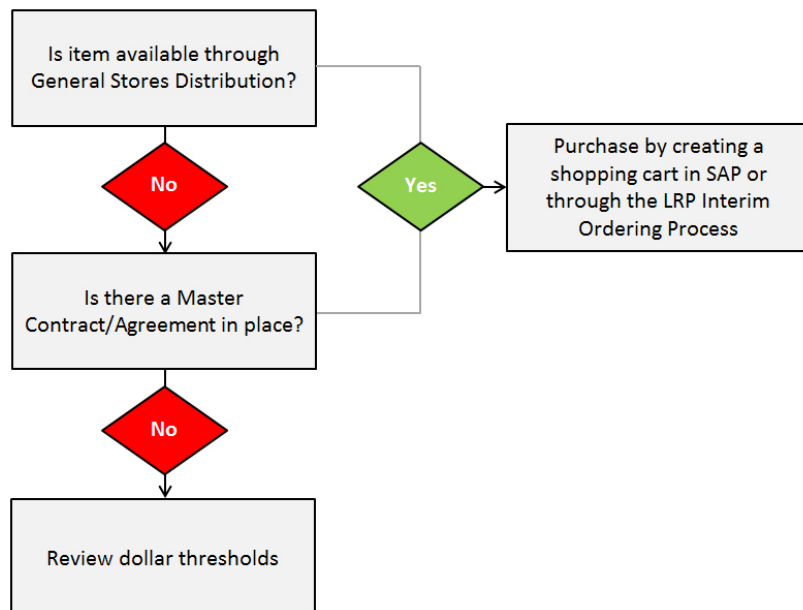 Is item available through
General Stores Distribution?
No
Yes
Purchase by creating a
shopping cart in SAP or
through the LRP Interim
Ordering Process
Is there a Master
Contract/Agreement in place?
No
Review dollar thresholds